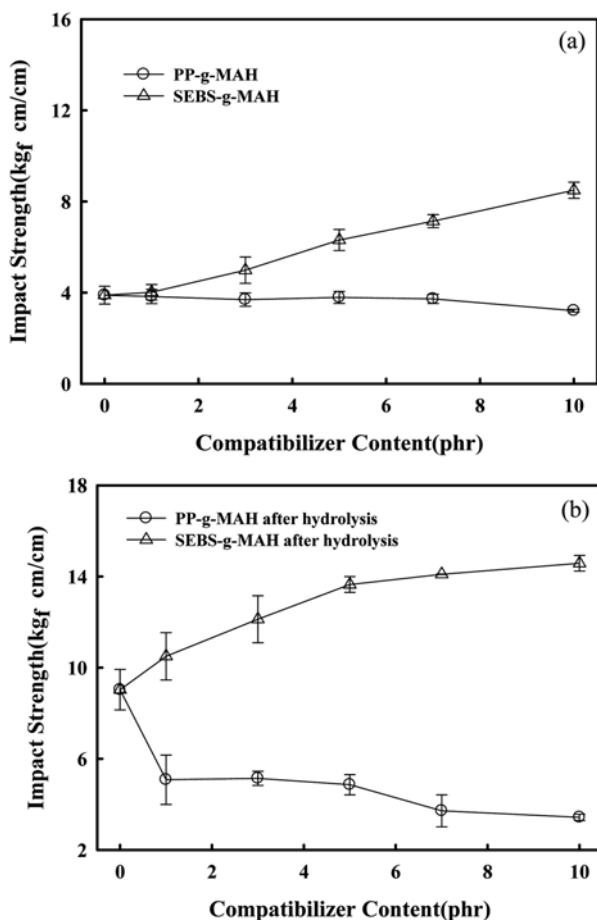 (a)
16
PP-g-MAH
SEBS-g-MAH
12
8
4
0
0 2 4 6 8 10
Impact Strength(kgf cm/cm)
Compatibilizer Content(phr)
(b)
18
PP-g-MAH after hydrolysis
SEBS-g-MAH after hydrolysis
14
10
6
2
0 2 4 6 8 10
Impact Strength(kgf cm/cm)
Compatibilizer Content(phr)